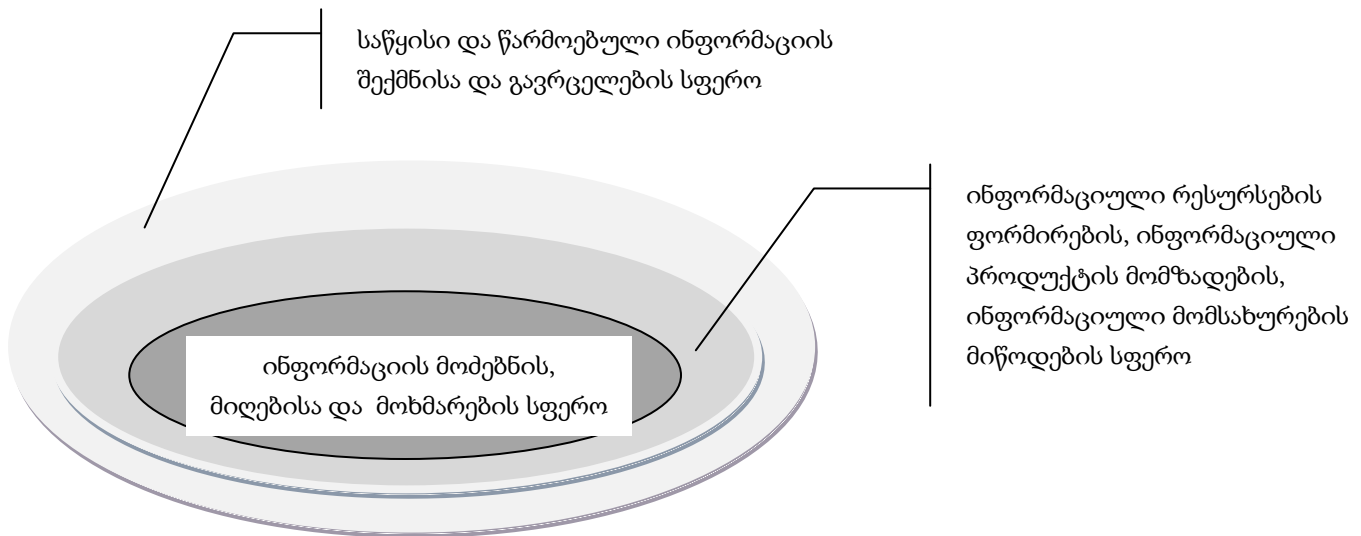 საწყისი და წარმოებული ინფორმაციის
შექმნისა და გავრცელების სფერო
ინფორმაციული რესურსების
ფორმირების, ინფორმაციული
პროდუქტის მომზადების,
ინფორმაციული მომსახურების
მიწოდების სფერო
ინფორმაციის მოძებნის,
მიღებისა და მოხმარების სფერო